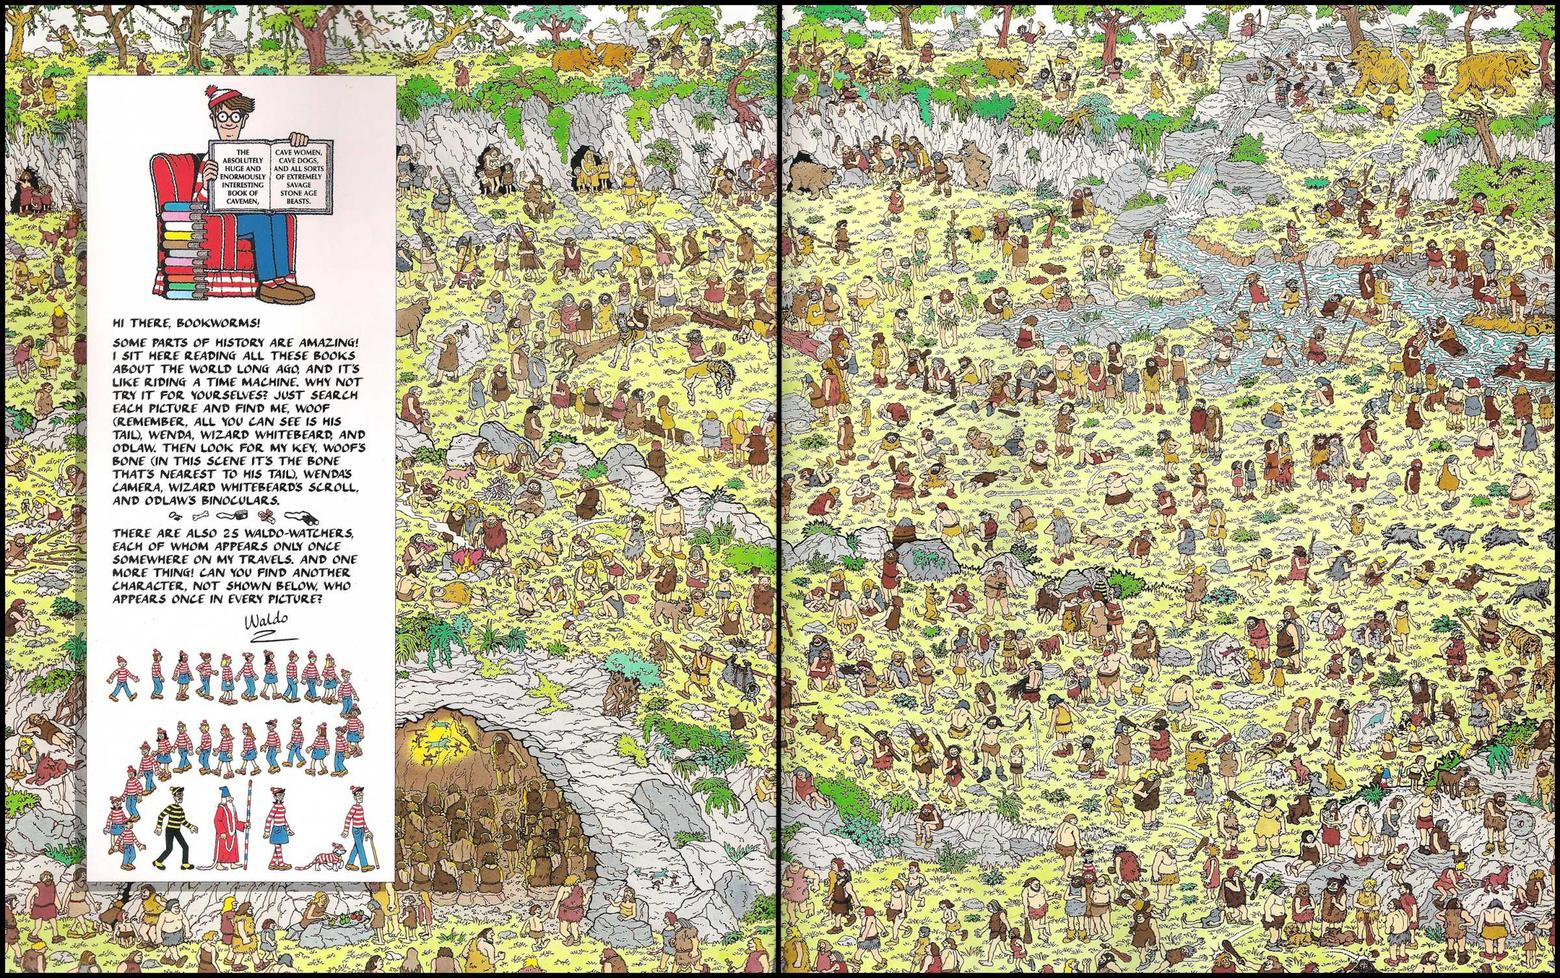 THE
ABSOLUTELY
HUGE AND
ENORMOUSLY
INTERESTING
BOOK OF
CAVEMEN,
CAVE WOMEN,
CAVE DOGS,
AND ALL SORTS
OF EXTREMELY
SAVAGE
STONE AGE
BEASTS.
HI THERE, BOOKWORMS!
SOME PARTS OF HISTORY ARE AMAZING!
I SIT HERE READING ALL THESE BOOKS
ABOUT THE WORLD LONG AGO, AND IT'S
LIKE RIDING A TIME MACHINE. WHY NOT
TRY IT FOR YOURSELVES? JUST SEARCH
EACH PICTURE AND FIND ME, WOOF
(REMEMBER, ALL YOU CAN SEE IS HIS
TAIL), WENDA, WIZARD WHITEBEARD, AND
ODLAW. THEN LOOK FOR MY KEY, WOOF'S
BONE (IN THIS SCENE IT'S THE BONE
THAT'S NEAREST TO HIS TAIL), WENDA'S
CAMERA, WIZARD WHITEBEARD'S SCROLL,
AND ODLAW'S BINOCULARS.
THERE ARE ALSO 25 WALDO-WATCHERS,
EACH OF WHOM APPEARS ONLY ONCE
SOMEWHERE ON MY TRAVELS. AND ONE
MORE THING! CAN YOU FIND ANOTHER
CHARACTER, NOT SHOWN BELOW, WHO
APPEARS ONCE IN EVERY PICTURE?
Waldo